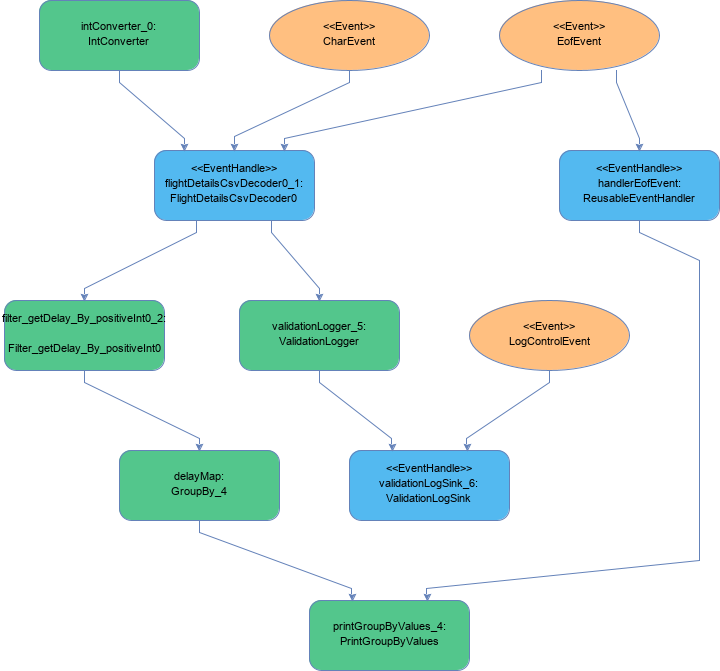 intConverter_0:
IntConverter
<<Event>>
CharEvent
<<Event>>
EofEvent
<<EventHandle>>
flightDetailsCsvDecoder0_1:
FlightDetailsCsvDecoder0
<<EventHandle>>
handlerEofEvent:
ReusableEventHandler
filter_getDelay_By_positiveInt0_2:
Filter_getDelay_By_positiveInt0
validationLogger_5:
ValidationLogger
<<Event>>
LogControlEvent
delayMap:
GroupBy_4
<<EventHandle>>
validationLogSink_6:
ValidationLogSink
printGroupByValues_4:
PrintGroupByValues